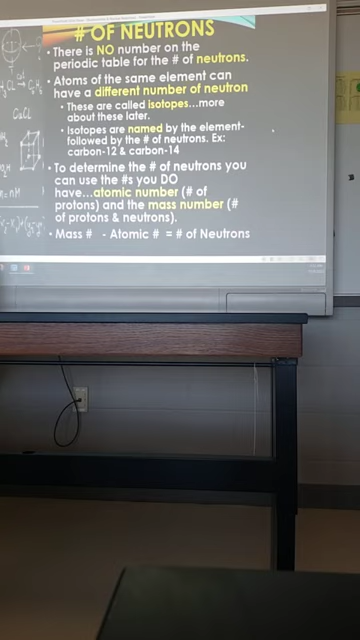 # OF NEUTRONS
• There is NO number on the
periodic table for the # of neutrons.
• Atoms of the same element can
have a different number of neutron
• These are called isotopes...more
about these later.
• Isotopes are named by the element-
followed by the # of neutrons. Ex:
carbon-12 & carbon-14
• To determine the # of neutrons you
can use the #s you DO
have...atomic number (# of
protons) and the mass number (#
of protons & neutrons).
• Mass # - Atomic # = # of Neutrons